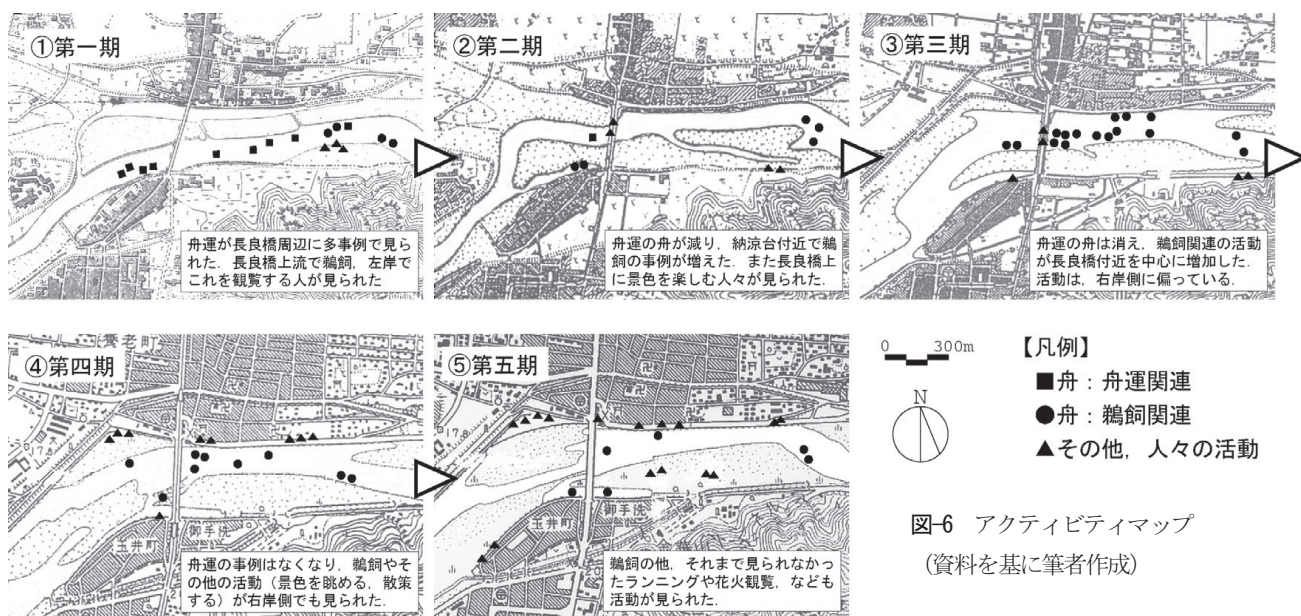 ①第一期
舟運が長良橋周辺に多事例で見ら
れた．長良橋上流で鵜飼，左岸で
これを観覧する人が見られた
②第二期
舟運の舟が減り，納涼台付近で鵜
飼の事例が増えた．また長良橋上
に景色を楽しむ人々が見られた．
③第三期
舟運の舟は消え，鵜飼関連の活動
が長良橋付近を中心に増加した．
活動は，右岸側に偏っている．
④第四期
養老町
17.9
玉井町
御手洗
舟運の事例はなくなり，鵜飼やそ
の他の活動（景色を眺める，散策
する）が右岸側でも見られた．
⑤第五期
玉井町
御手洗
鵜飼の他，それまで見られなかっ
たランニングや花火観覧，なども
活動が見られた．
0 300m
N
【凡例】
■舟：舟運関連
●舟：鵜飼関連
▲その他，人々の活動
図-6 アクティビティマップ
（資料を基に筆者作成）